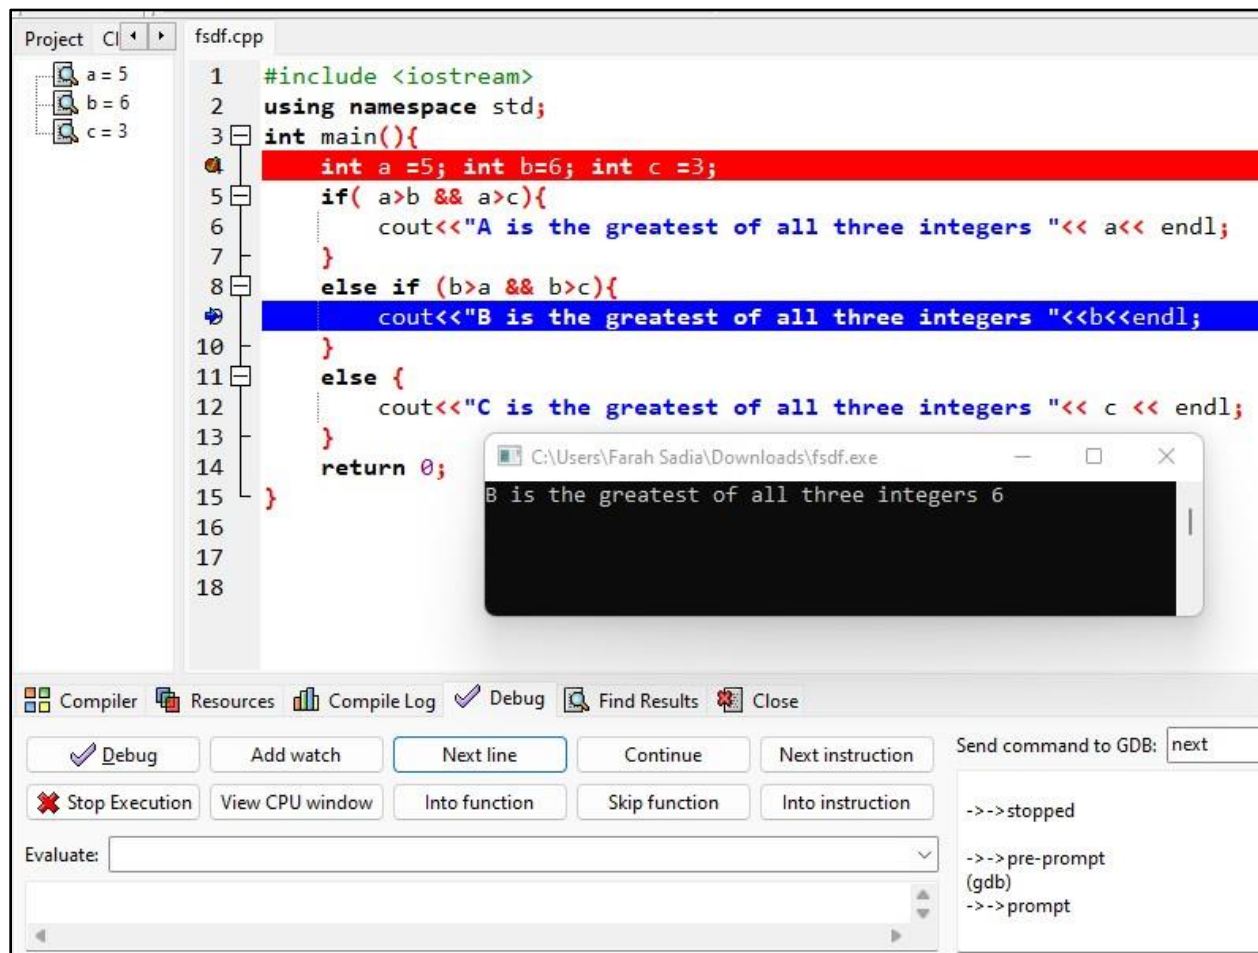 Project Cl
fsdf.cpp
a = 5
b = 6
c = 3
1 #include <iostream>
2 using namespace std;
3 int main(){
int a =5; int b=6; int c =3;
5 if( a>b && a>c){
6 cout<<"A is the greatest of all three integers "<< a<< endl;
7 }
8 else if (b>a && b>c){
cout<<"B is the greatest of all three integers "<<b<<endl;
10 }
11 else {
12 cout<<"C is the greatest of all three integers "<< c << endl;
13 }
14 return 0;
15 }
16
17
18
C:\Users\Farah Sadia\Downloads\fsdf.exe
B is the greatest of all three integers 6
Compiler Resources Compile Log Debug Find Results Close
Debug Add watch Next line Continue Next instruction
Stop Execution View CPU window Into function Skip function Into instruction
Evaluate:
Send command to GDB: next
->->stopped
->->pre-prompt
(gdb)
->->prompt